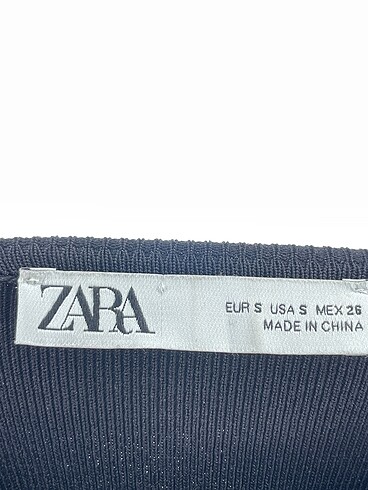 ZARA
EUR S USA S MEX 26
MADE IN CHINA